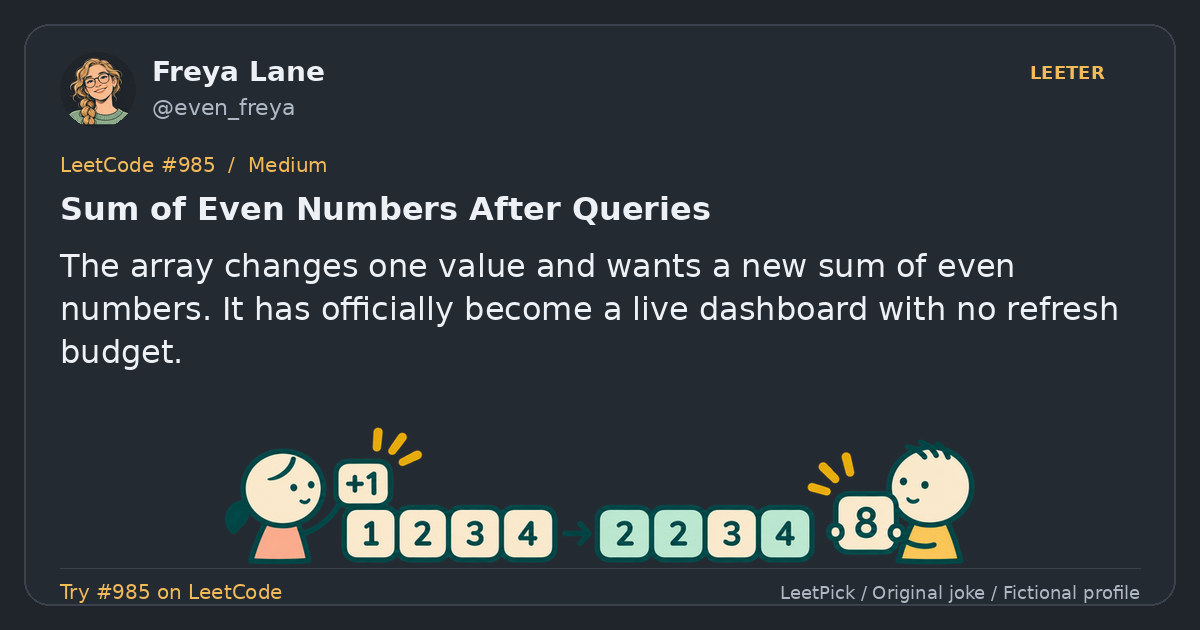 Freya Lane
@even_freya
LEETER
LeetCode #985 / Medium
Sum of Even Numbers After Queries
The array changes one value and wants a new sum of even
numbers. It has officially become a live dashboard with no refresh
budget.
+1
1 2 3 4 → 2 2 3 4
8
Try #985 on LeetCode
LeetPick / Original joke / Fictional profile